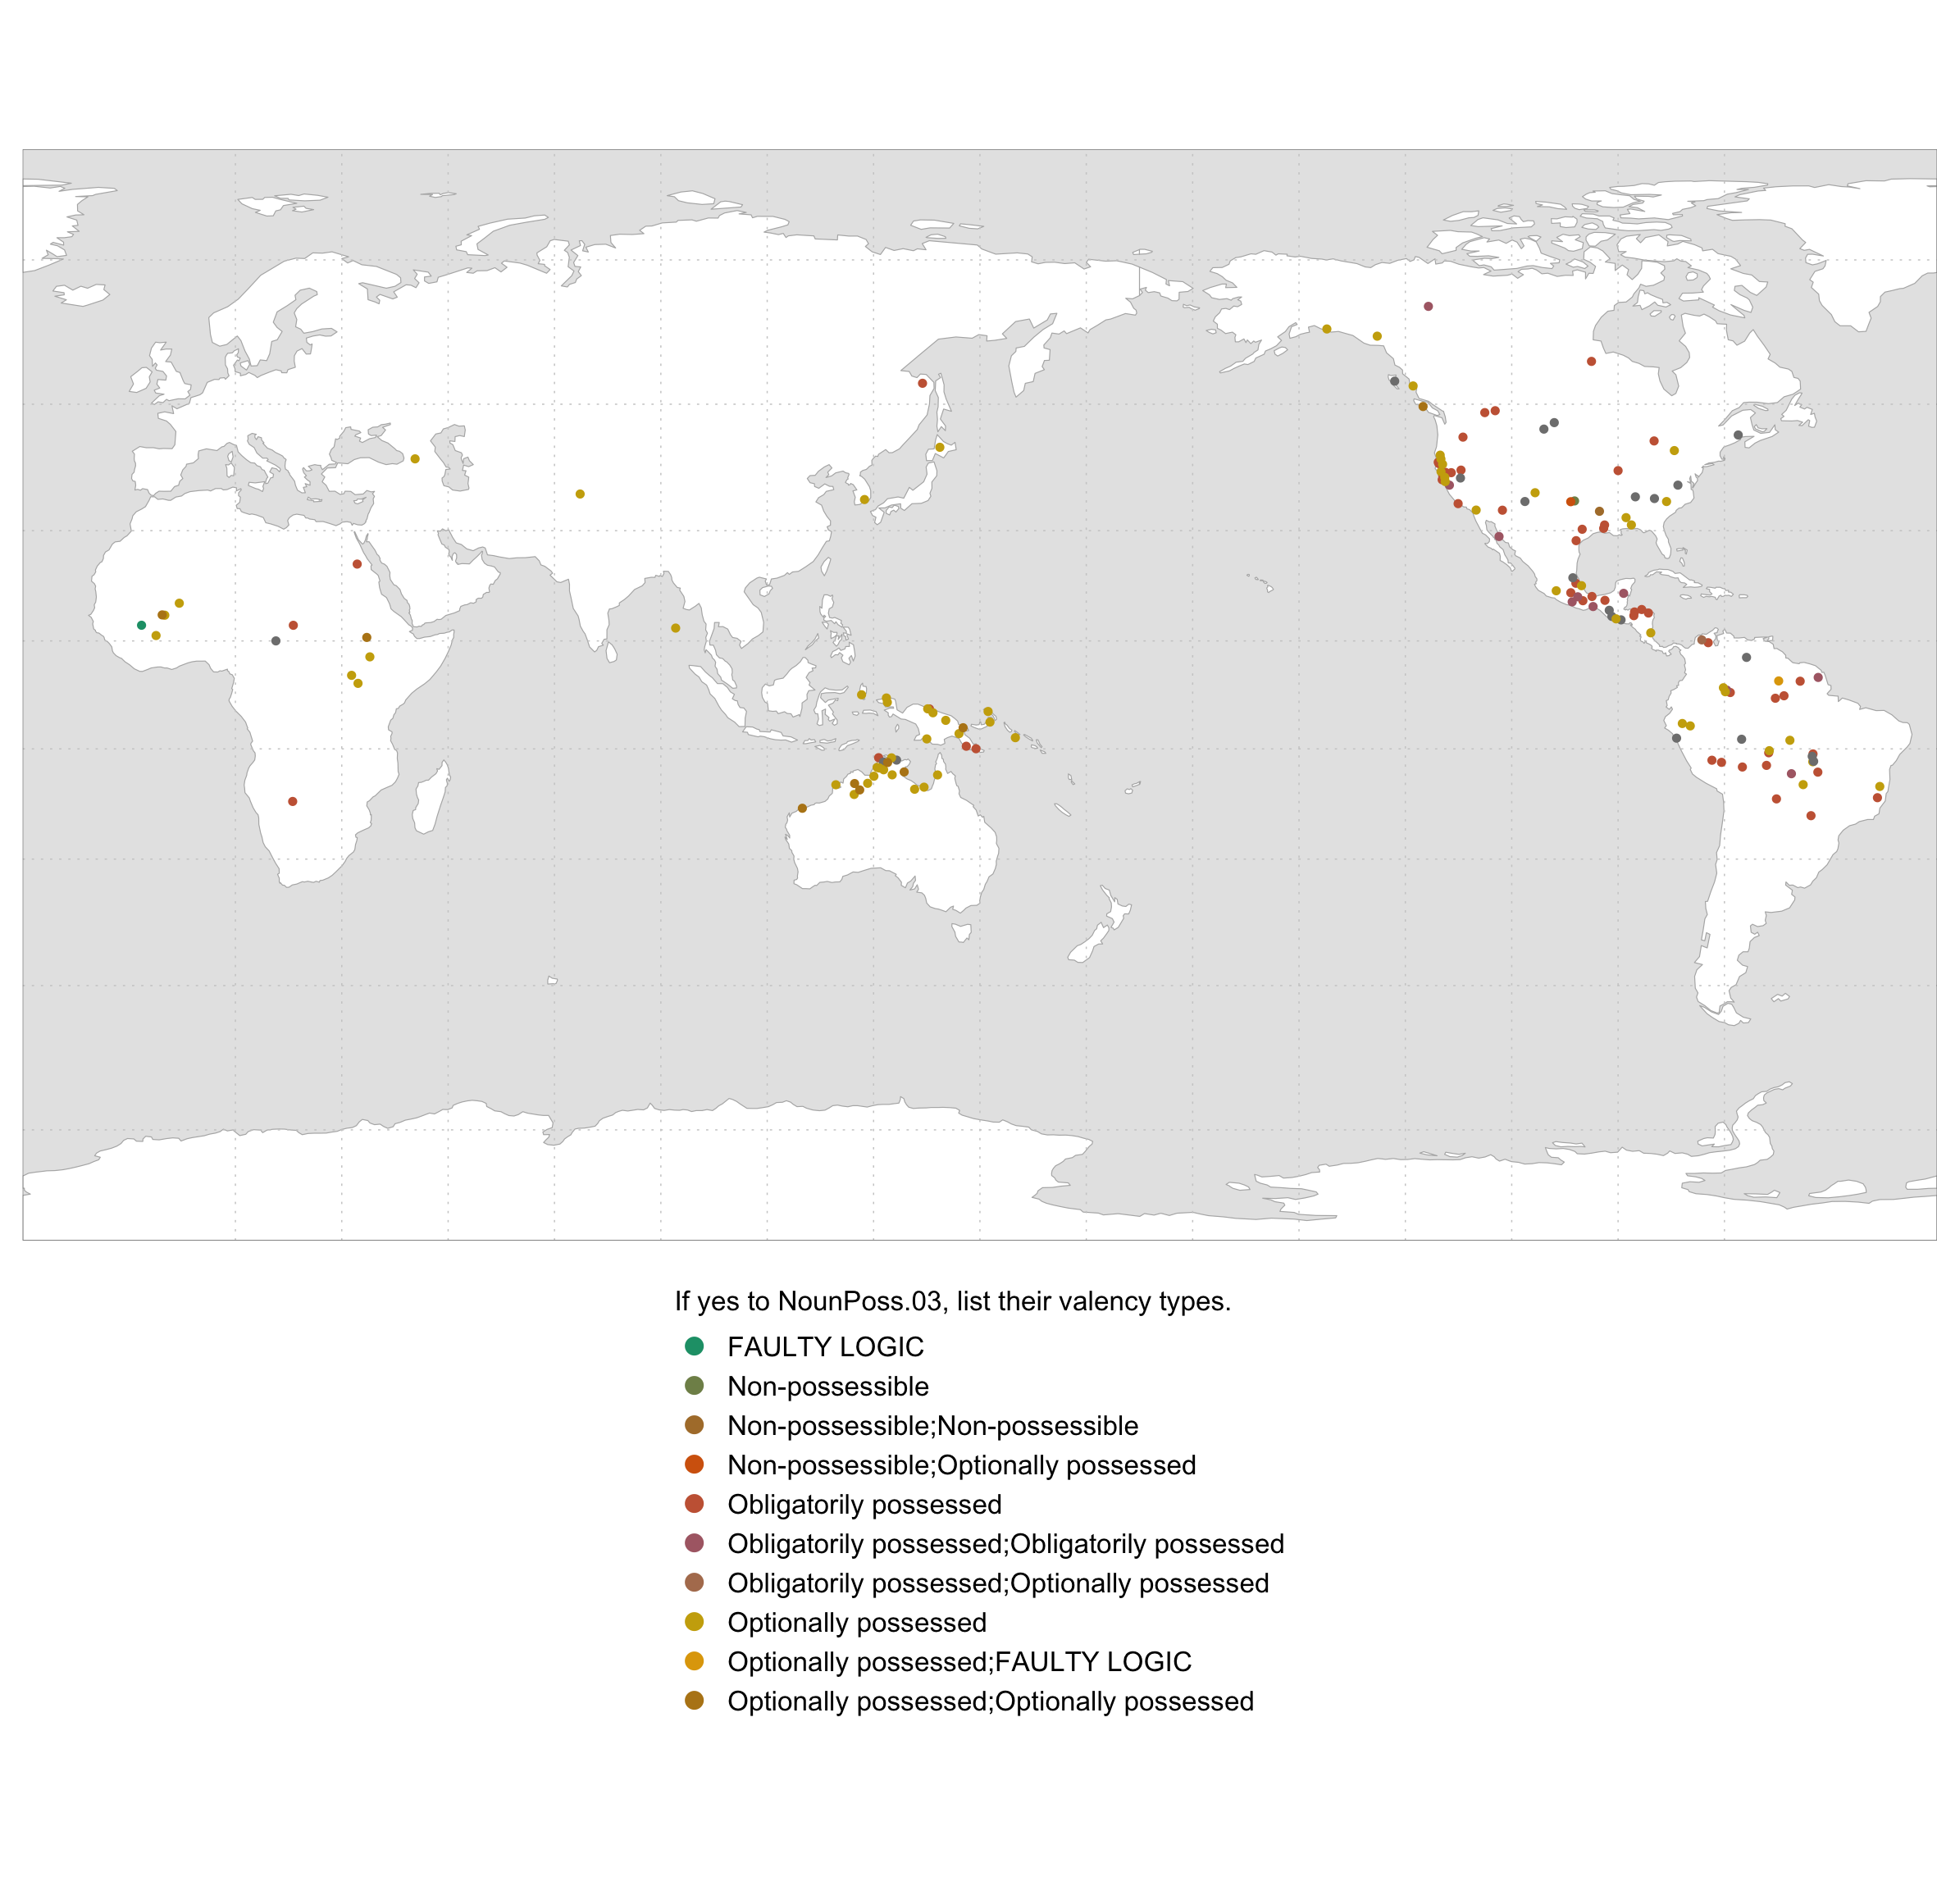 If yes to NounPoss.03, list their valency types.
FAULTY LOGIC
Non-possessible
Non-possessible;Non-possessible
Non-possessible;Optionally possessed
Obligatorily possessed
Obligatorily possessed;Obligatorily possessed
Obligatorily possessed;Optionally possessed
Optionally possessed
Optionally possessed;FAULTY LOGIC
Optionally possessed;Optionally possessed